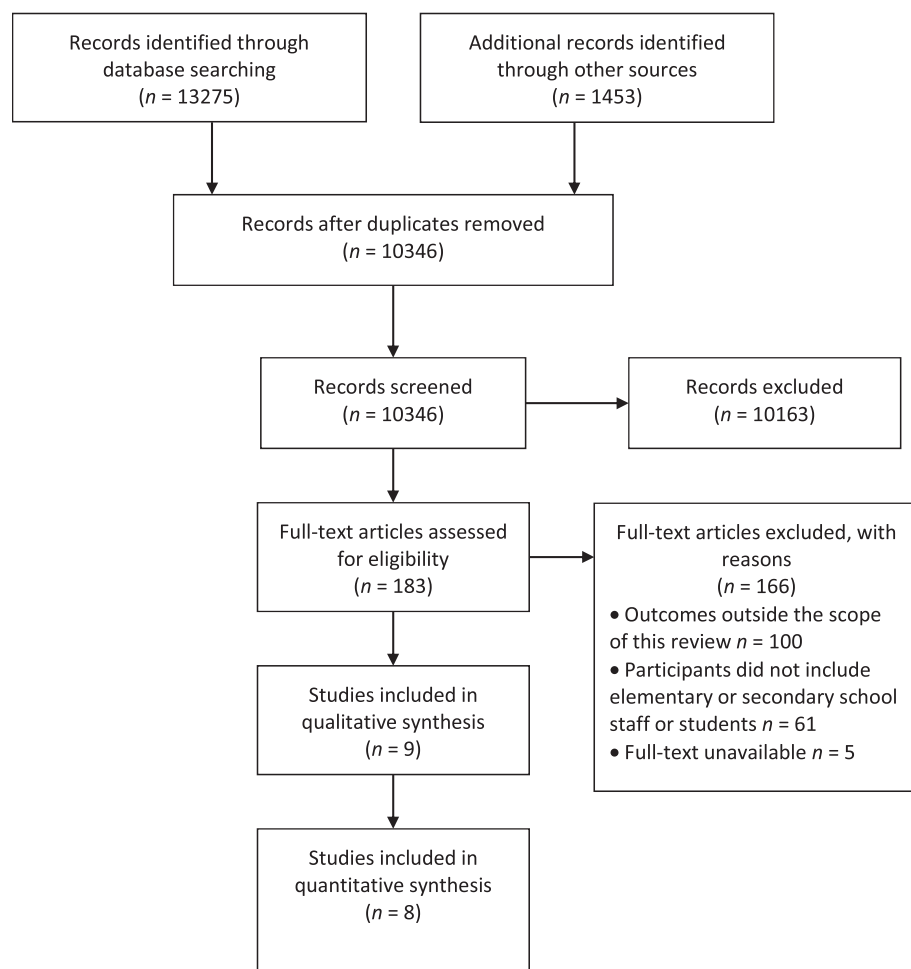 Records identified through
database searching
(n = 13275)
Additional records identified
through other sources
(n = 1453)
Records after duplicates removed
(n = 10346)
Records screened
(n = 10346)
Records excluded
(n = 10163)
Full-text articles assessed
for eligibility
(n = 183)
Full-text articles excluded, with
reasons
(n = 166)
• Outcomes outside the scope
of this review n = 100
• Participants did not include
elementary or secondary school
staff or students n = 61
• Full-text unavailable n = 5
Studies included in
qualitative synthesis
(n = 9)
Studies included in
quantitative synthesis
(n = 8)